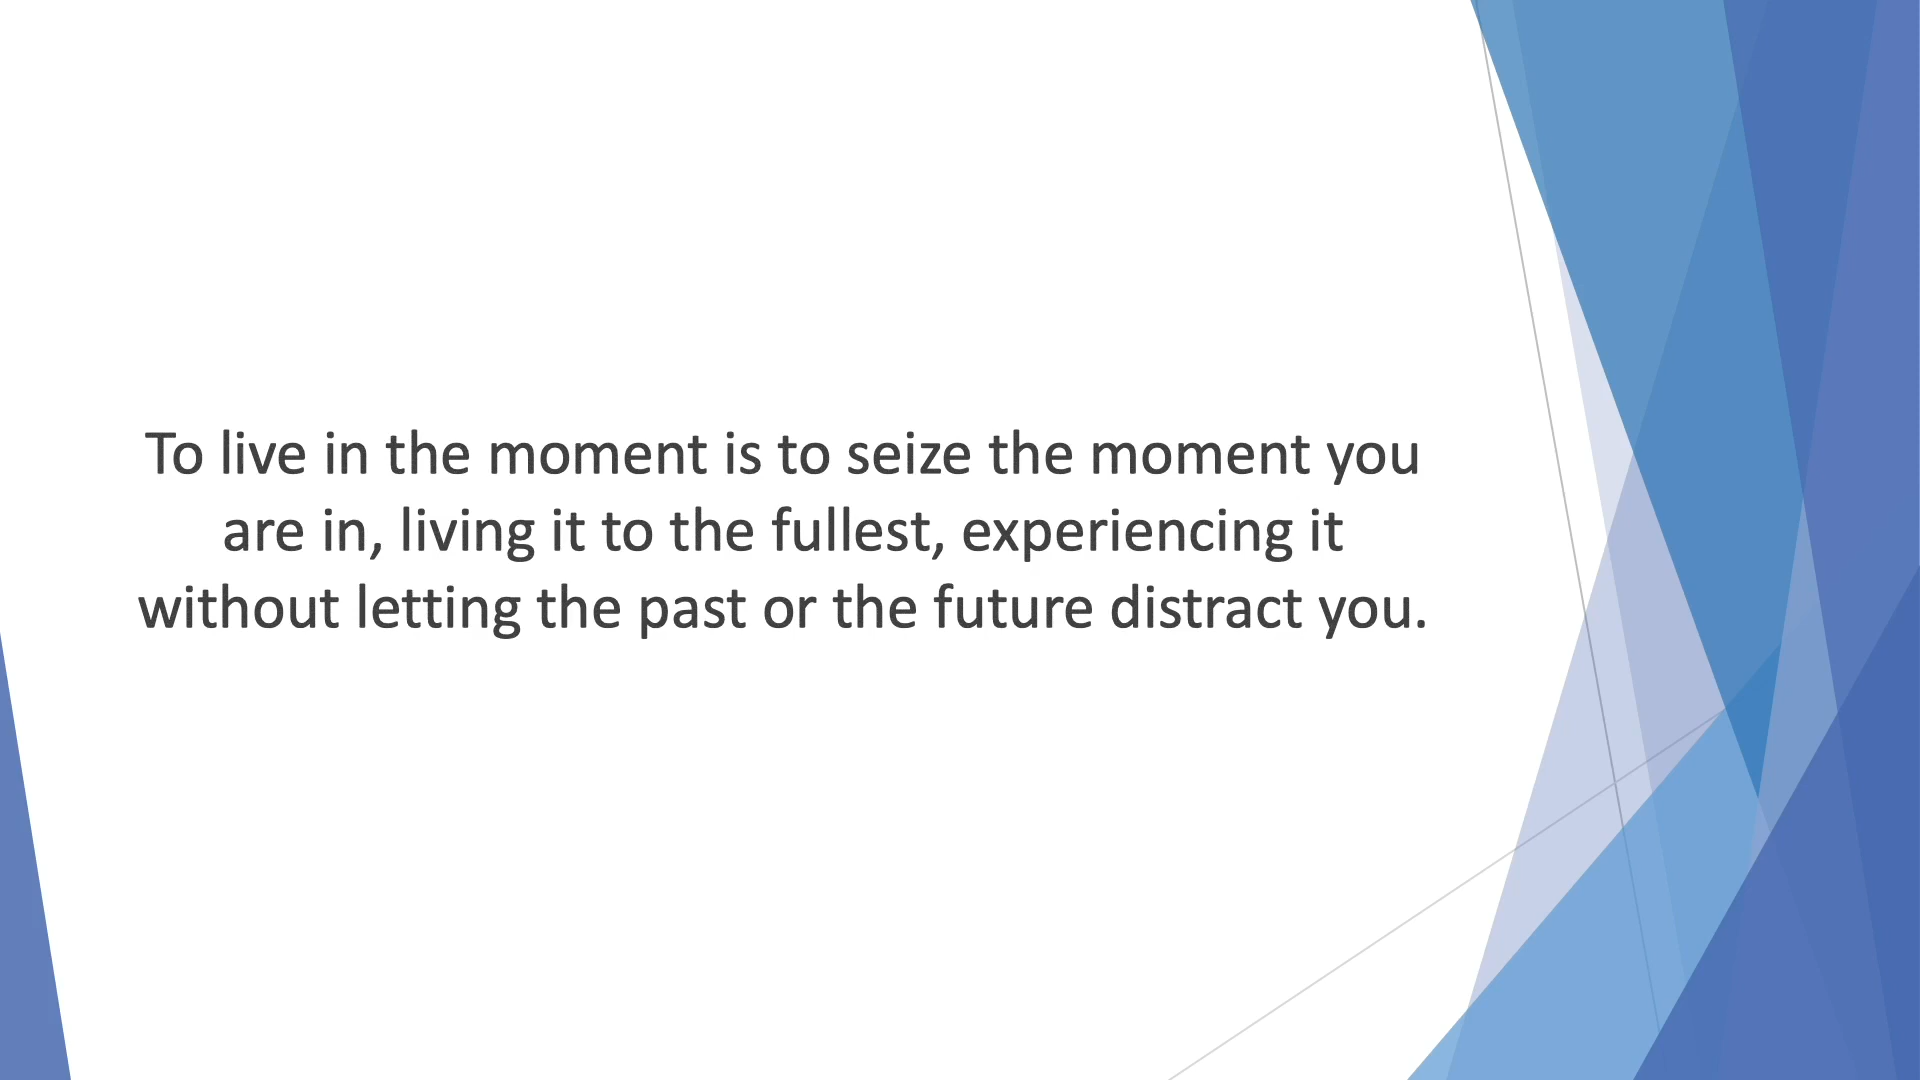 To live in the moment is to seize the moment you
are in, living it to the fullest, experiencing it
without letting the past or the future distract you.